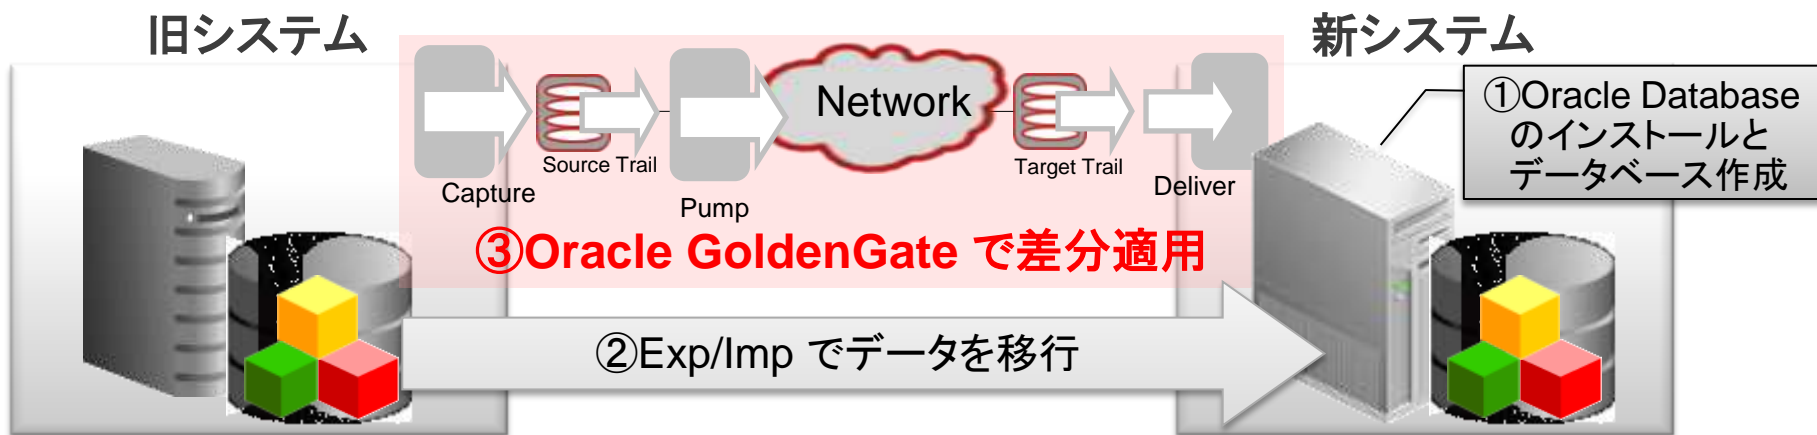 旧システム
新システム
Network
①Oracle Database
のインストールと
データベース作成
Source Trail
Target Trail
Capture
Pump
Deliver
③Oracle GoldenGate で差分適用
②Exp/Imp でデータを移行